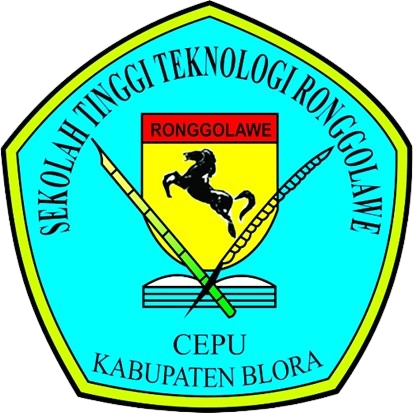 SEKOLAH TINGGI TEKNOLOGI RONGGOLAWE
RONGGOLAWE
CEPU
KABUPATEN BLORA